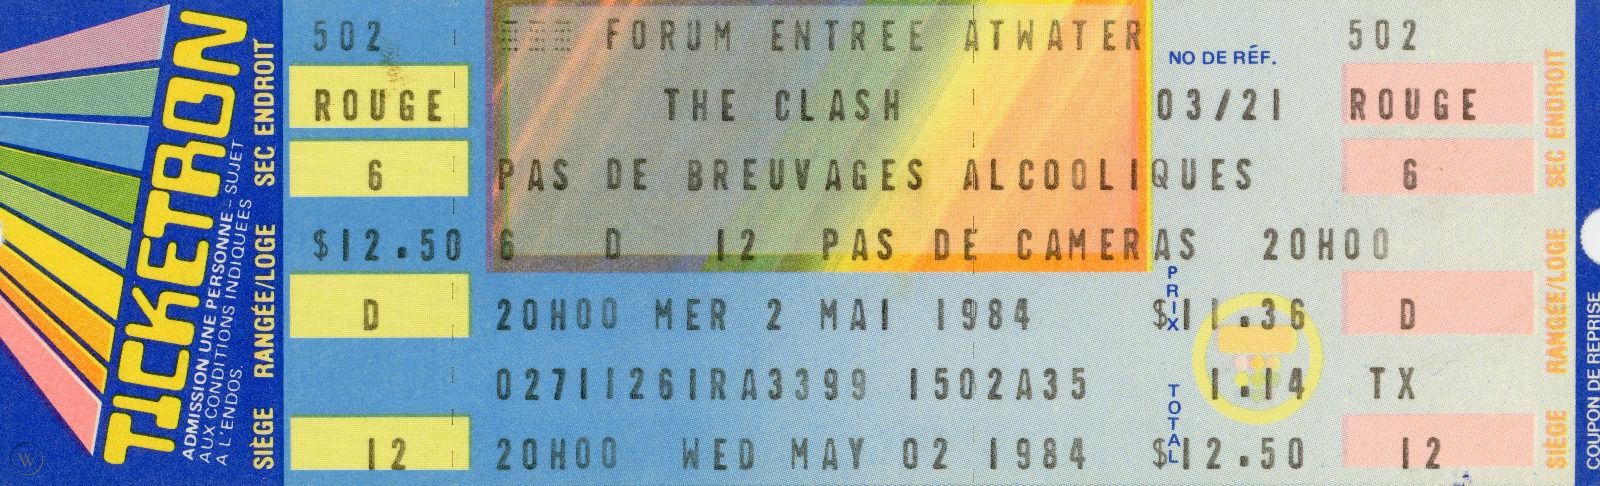 TICKETRON
ADMISSION UNE PERSONNE - SUJET
AUX CONDITIONS INDIQUÉES
A L'ENDOS.
SEC ENDROIT
RANGÉE/LOGE
SIÈGE
502
ROUGE
6
$12.50
D
12
FORUM ENTREE ATWATER
THE CLASH
PAS DE BREUVAGES ALCOOLIQUES
6 D 12 PAS DE CAMERAS 20H00
20H00 MER 2 MAI 1984
0271126IRA3399 1502A35
20H00 WED MAY 02 1984
NO DE RÉF.
03/21
PRIX
$11.36
1.14
TOTAL
$12.50
502
ROUGE
6
D
TX
12
SEC ENDROIT
RANGÉE/LOGE
SIÈGE
COUPON DE REPRISE
W